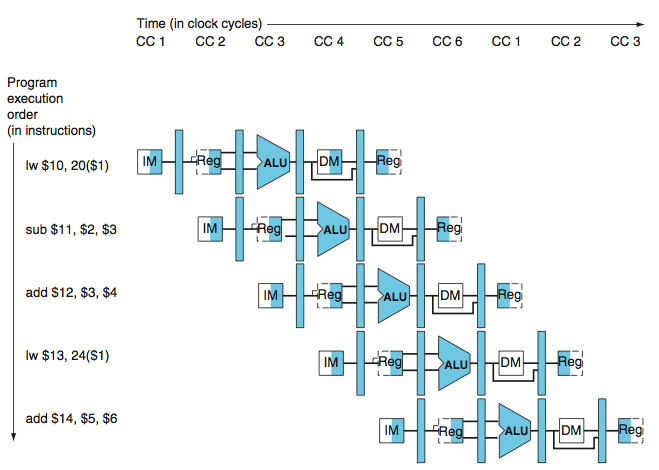 Time (in clock cycles)
CC 1 CC 2 CC 3 CC 4 CC 5 CC 6 CC 1 CC 2 CC 3
Program
execution
order
(in instructions)
lw $10, 20($1) IM Reg ALU DM Reg
sub $11, $2, $3 IM Reg ALU DM Reg
add $12, $3, $4 IM Reg ALU DM Reg
lw $13, 24($1) IM Reg ALU DM Reg
add $14, $5, $6 IM Reg ALU DM Reg